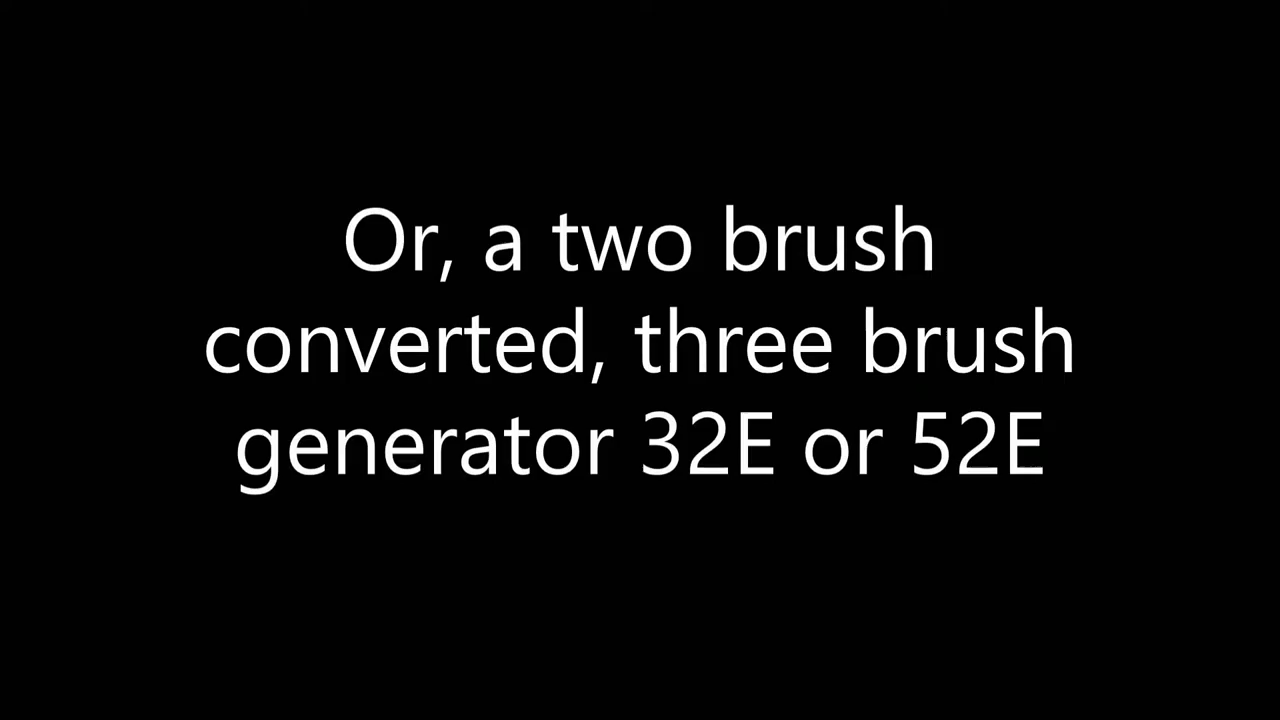 Or, a two brush
converted, three brush
generator 32E or 52E